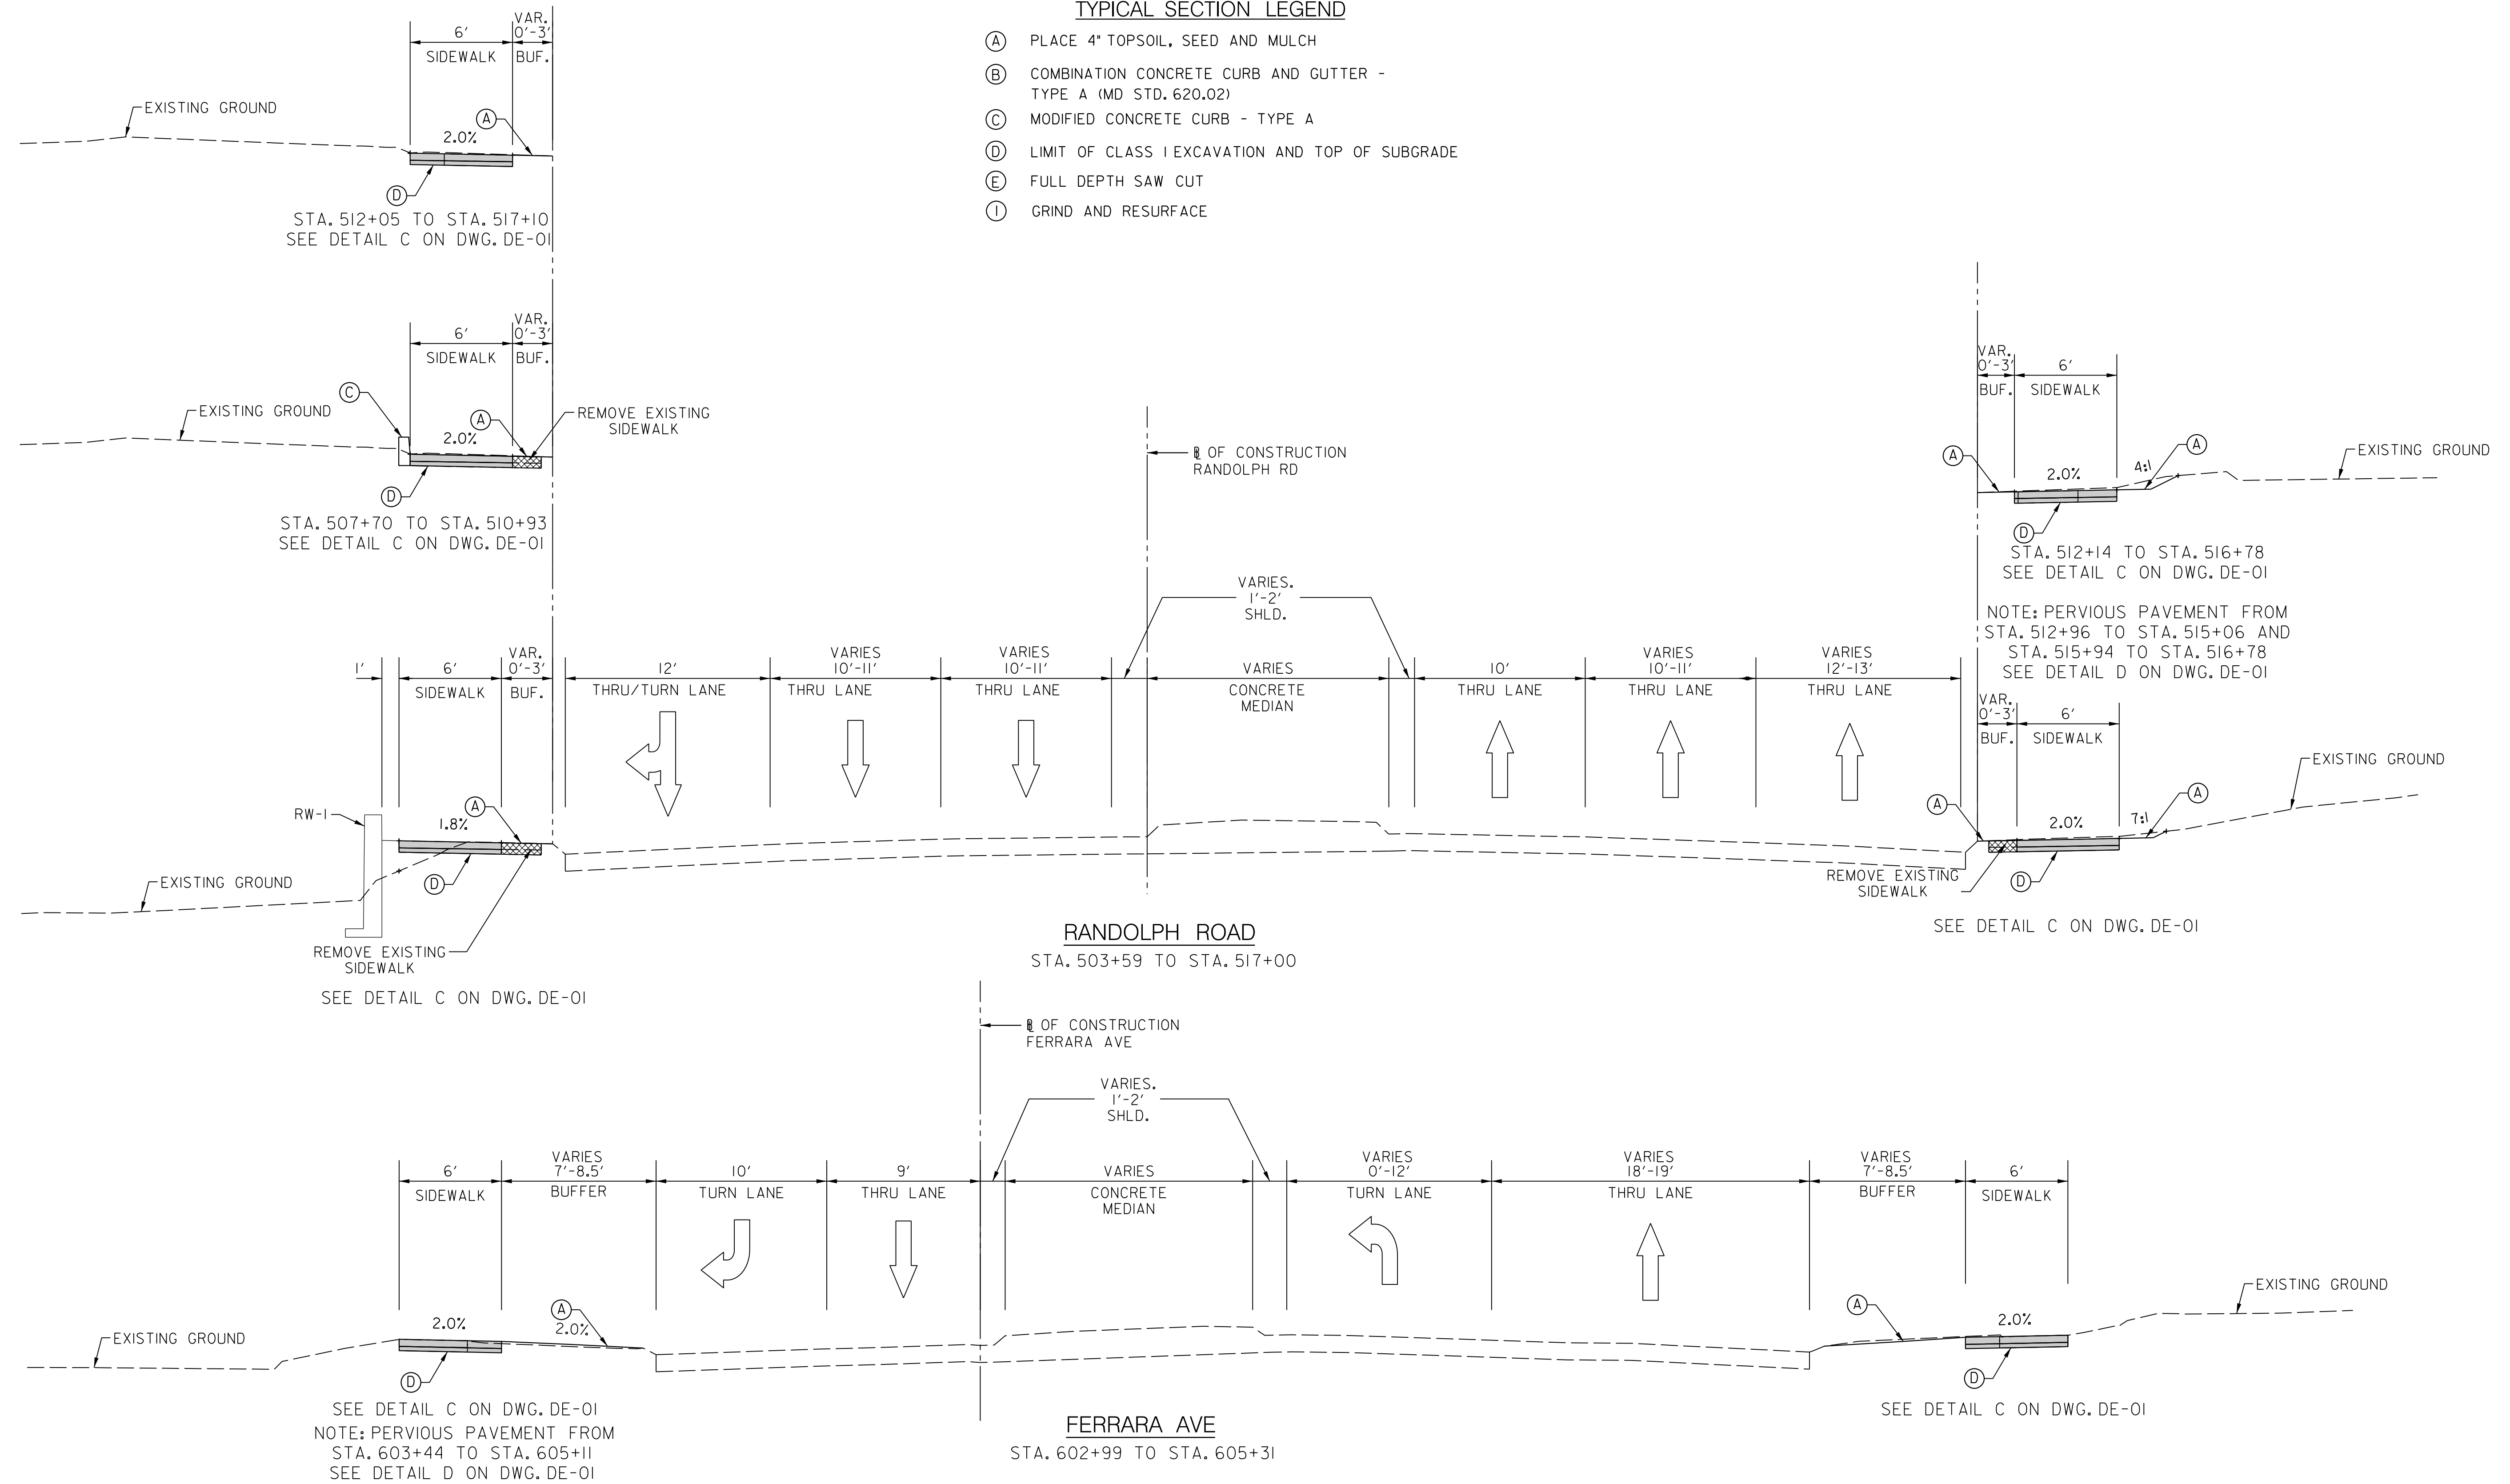 TYPICAL SECTION LEGEND
A PLACE 4" TOPSOIL, SEED AND MULCH
B COMBINATION CONCRETE CURB AND GUTTER -
TYPE A (MD STD. 620.02)
C MODIFIED CONCRETE CURB - TYPE A
D LIMIT OF CLASS 1 EXCAVATION AND TOP OF SUBGRADE
E FULL DEPTH SAW CUT
1 GRIND AND RESURFACE
6'
SIDEWALK
VAR.
0'-3'
BUF.
EXISTING GROUND
2.0%
A
D
STA. 512+05 TO STA. 517+10
SEE DETAIL C ON DWG. DE-01
6'
SIDEWALK
VAR.
0'-3'
BUF.
C
EXISTING GROUND
2.0%
A
REMOVE EXISTING
SIDEWALK
D
STA. 507+70 TO STA. 510+93
SEE DETAIL C ON DWG. DE-01
BL OF CONSTRUCTION
RANDOLPH RD
VAR.
0'-3'
BUF.
6'
SIDEWALK
A
2.0%
4:1
A
EXISTING GROUND
D
STA. 512+14 TO STA. 516+78
SEE DETAIL C ON DWG. DE-01
NOTE: PERVIOUS PAVEMENT FROM
STA. 512+96 TO STA. 515+06 AND
STA. 515+94 TO STA. 516+78
SEE DETAIL D ON DWG. DE-01
1'
6'
SIDEWALK
VAR.
0'-3'
BUF.
12'
THRU/TURN LANE
VARIES
10'-11'
THRU LANE
VARIES
10'-11'
THRU LANE
VARIES.
1'-2'
SHLD.
VARIES
CONCRETE
MEDIAN
10'
THRU LANE
VARIES
10'-11'
THRU LANE
VARIES
12'-13'
THRU LANE
VAR.
0'-3'
BUF.
6'
SIDEWALK
RW-1
1.8%
A
EXISTING GROUND
D
REMOVE EXISTING
SIDEWALK
SEE DETAIL C ON DWG. DE-01
A
2.0%
7:1
A
EXISTING GROUND
REMOVE EXISTING
SIDEWALK
D
SEE DETAIL C ON DWG. DE-01
RANDOLPH ROAD
STA. 503+59 TO STA. 517+00
BL OF CONSTRUCTION
FERRARA AVE
VARIES.
1'-2'
SHLD.
6'
SIDEWALK
VARIES
7'-8.5'
BUFFER
10'
TURN LANE
9'
THRU LANE
VARIES
CONCRETE
MEDIAN
VARIES
0'-12'
TURN LANE
VARIES
18'-19'
THRU LANE
VARIES
7'-8.5'
BUFFER
6'
SIDEWALK
EXISTING GROUND
2.0%
A
2.0%
D
SEE DETAIL C ON DWG. DE-01
NOTE: PERVIOUS PAVEMENT FROM
STA. 603+44 TO STA. 605+11
SEE DETAIL D ON DWG. DE-01
A
2.0%
EXISTING GROUND
D
SEE DETAIL C ON DWG. DE-01
FERRARA AVE
STA. 602+99 TO STA. 605+31